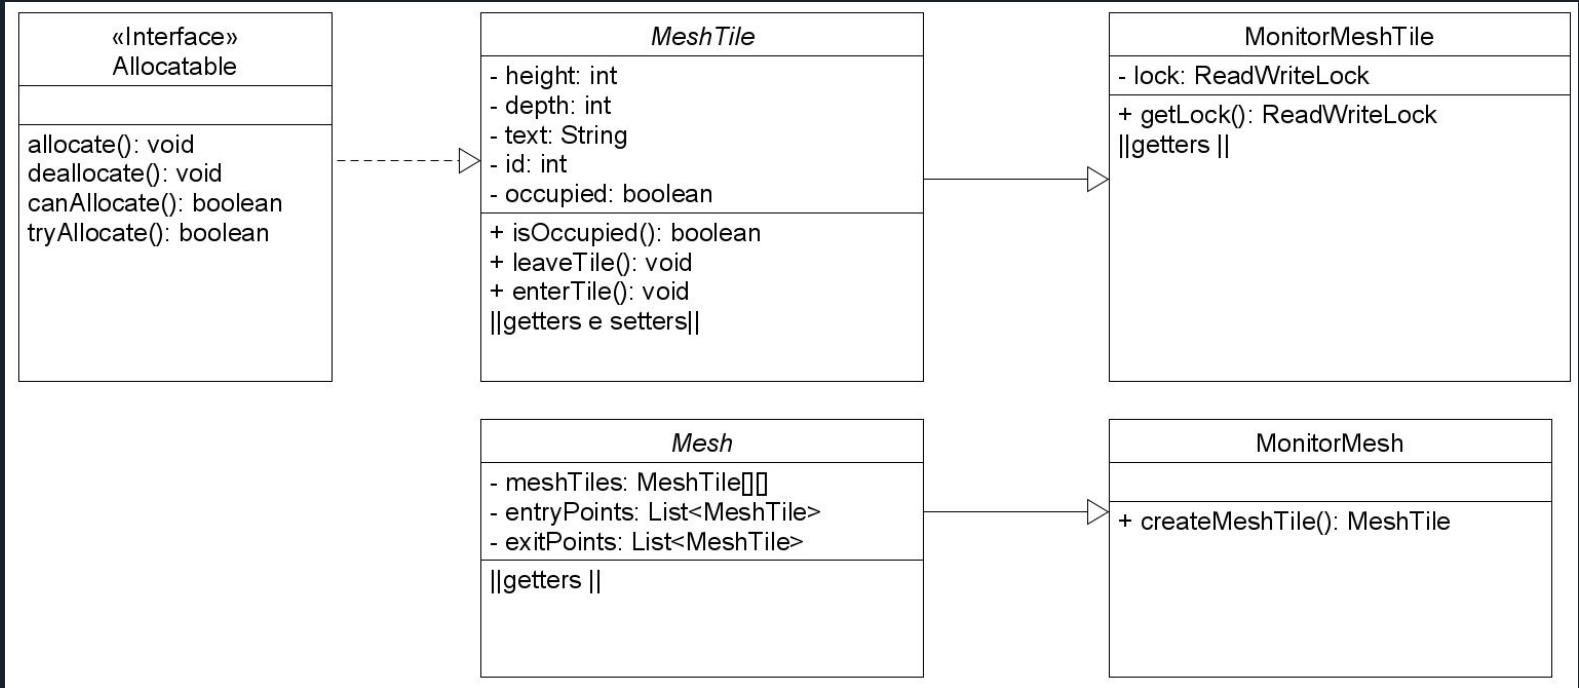 «Interface»
Allocatable
allocate(): void
deallocate(): void
canAllocate(): boolean
tryAllocate(): boolean
MeshTile
- height: int
- depth: int
- text: String
- id: int
- occupied: boolean
+ isOccupied(): boolean
+ leaveTile(): void
+ enterTile(): void
||getters e setters||
MonitorMeshTile
- lock: ReadWriteLock
+ getLock(): ReadWriteLock
||getters ||
Mesh
- meshTiles: MeshTile[][]
- entryPoints: List<MeshTile>
- exitPoints: List<MeshTile>
||getters ||
MonitorMesh
+ createMeshTile(): MeshTile